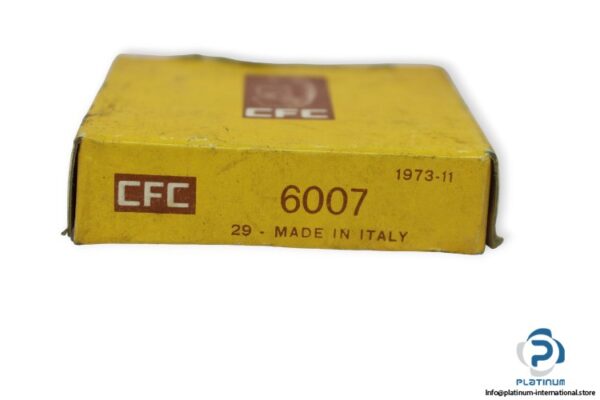 CFC
1973-11
CFC 6007
29 - MADE IN ITALY
PLATINUM
Info@platinum-international.store